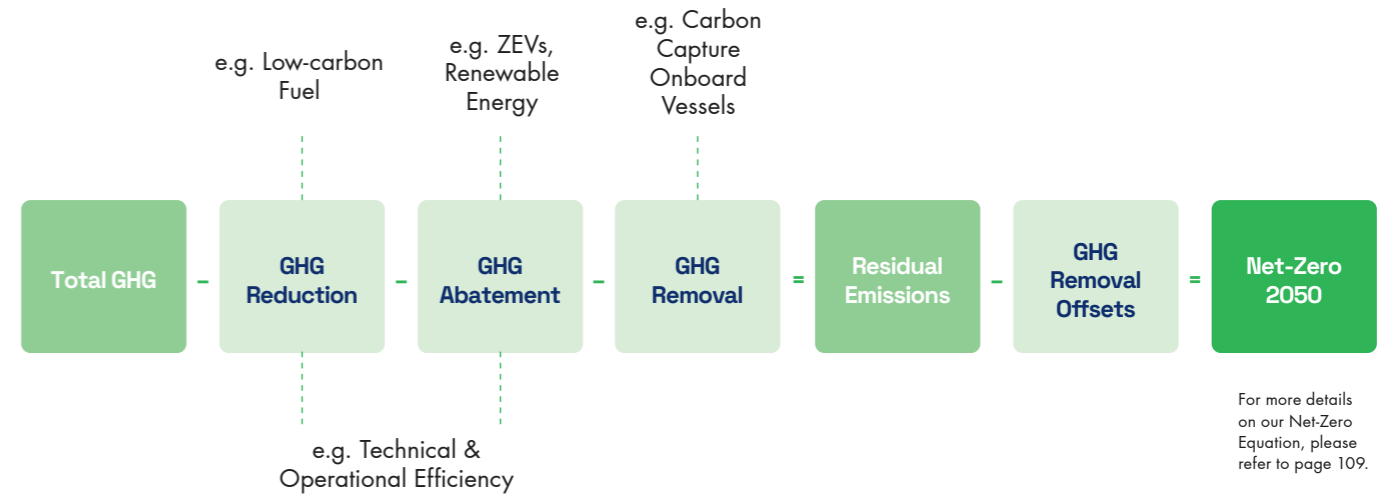 e.g. Low-carbon
Fuel
e.g. ZEVs,
Renewable
Energy
e.g. Carbon
Capture
Onboard
Vessels
Total GHG
–
GHG
Reduction
–
GHG
Abatement
–
GHG
Removal
=
Residual
Emissions
–
GHG
Removal
Offsets
=
Net-Zero
2050
e.g. Technical &
Operational Efficiency
For more details
on our Net-Zero
Equation, please
refer to page 109.